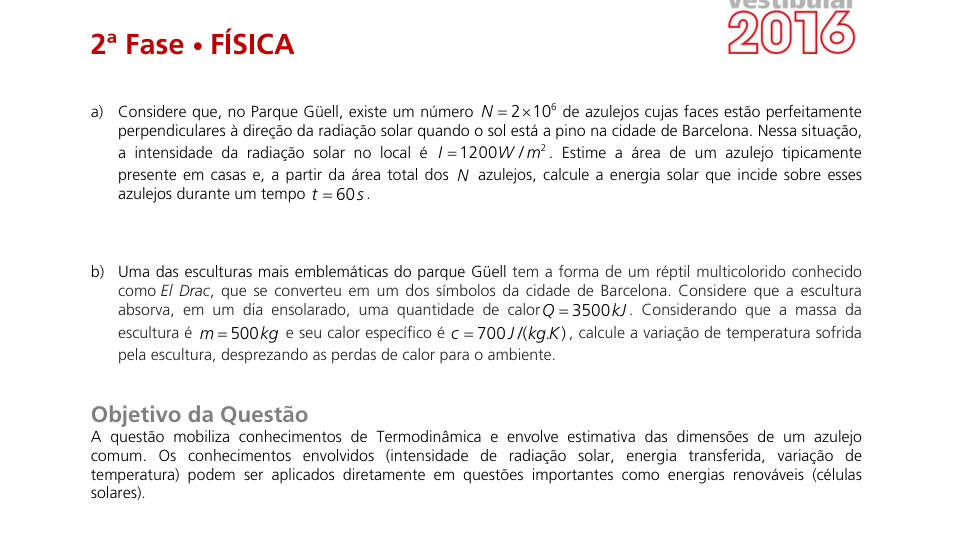 Vestibular
2016
2ª Fase • FÍSICA
a) Considere que, no Parque Güell, existe um número N = 2×10⁶ de azulejos cujas faces estão perfeitamente
perpendiculares à direção da radiação solar quando o sol está a pino na cidade de Barcelona. Nessa situação,
a intensidade da radiação solar no local é I = 1200W / m². Estime a área de um azulejo tipicamente
presente em casas e, a partir da área total dos N azulejos, calcule a energia solar que incide sobre esses
azulejos durante um tempo t = 60s.
b) Uma das esculturas mais emblemáticas do parque Güell tem a forma de um réptil multicolorido conhecido
como El Drac, que se converteu em um dos símbolos da cidade de Barcelona. Considere que a escultura
absorva, em um dia ensolarado, uma quantidade de calor Q = 3500kJ. Considerando que a massa da
escultura é m = 500kg e seu calor específico é c = 700J/(kg.K), calcule a variação de temperatura sofrida
pela escultura, desprezando as perdas de calor para o ambiente.
Objetivo da Questão
A questão mobiliza conhecimentos de Termodinâmica e envolve estimativa das dimensões de um azulejo
comum. Os conhecimentos envolvidos (intensidade de radiação solar, energia transferida, variação de
temperatura) podem ser aplicados diretamente em questões importantes como energias renováveis (células
solares).